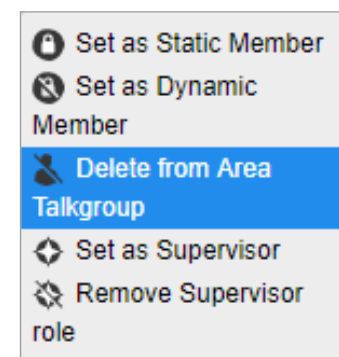 Set as Static Member
Set as Dynamic
Member
Delete from Area
Talkgroup
Set as Supervisor
Remove Supervisor
role